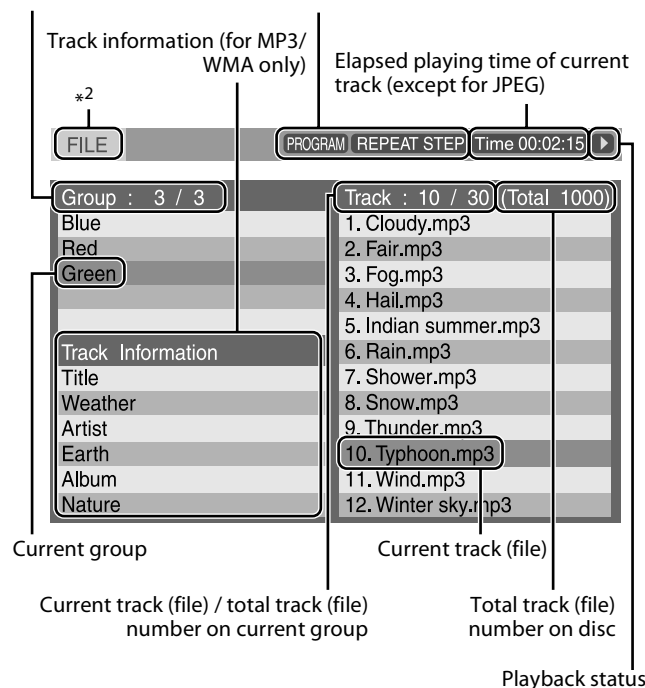 Track information (for MP3/
WMA only)
Elapsed playing time of current
track (except for JPEG)
*2
FILE
PROGRAM REPEAT STEP Time 00:02:15
Group : 3 / 3
Blue
Red
Green
Track Information
Title
Weather
Artist
Earth
Album
Nature
Track : 10 / 30 (Total 1000)
1. Cloudy.mp3
2. Fair.mp3
3. Fog.mp3
4. Hail.mp3
5. Indian summer.mp3
6. Rain.mp3
7. Shower.mp3
8. Snow.mp3
9. Thunder.mp3
10. Typhoon.mp3
11. Wind.mp3
12. Winter sky.mp3
Current group
Current track (file)
Current track (file) / total track (file)
number on current group
Total track (file)
number on disc
Playback status